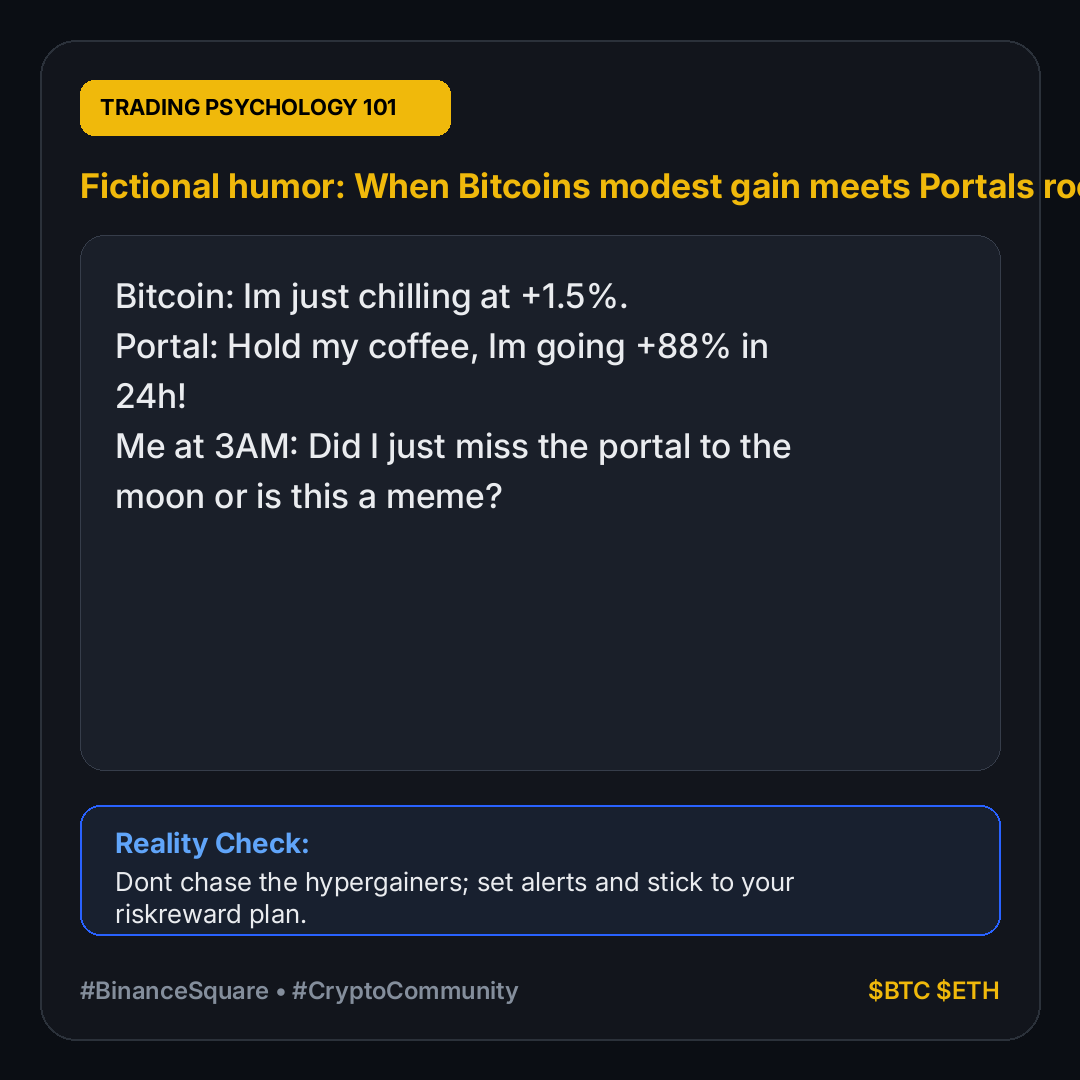 TRADING PSYCHOLOGY 101
Fictional humor: When Bitcoins modest gain meets Portals
Bitcoin: Im just chilling at +1.5%.
Portal: Hold my coffee, Im going +88% in
24h!
Me at 3AM: Did I just miss the portal to the
moon or is this a meme?
Reality Check:
Dont chase the hypergainers; set alerts and stick to your
riskreward plan.
#BinanceSquare • #CryptoCommunity
$BTC $ETH